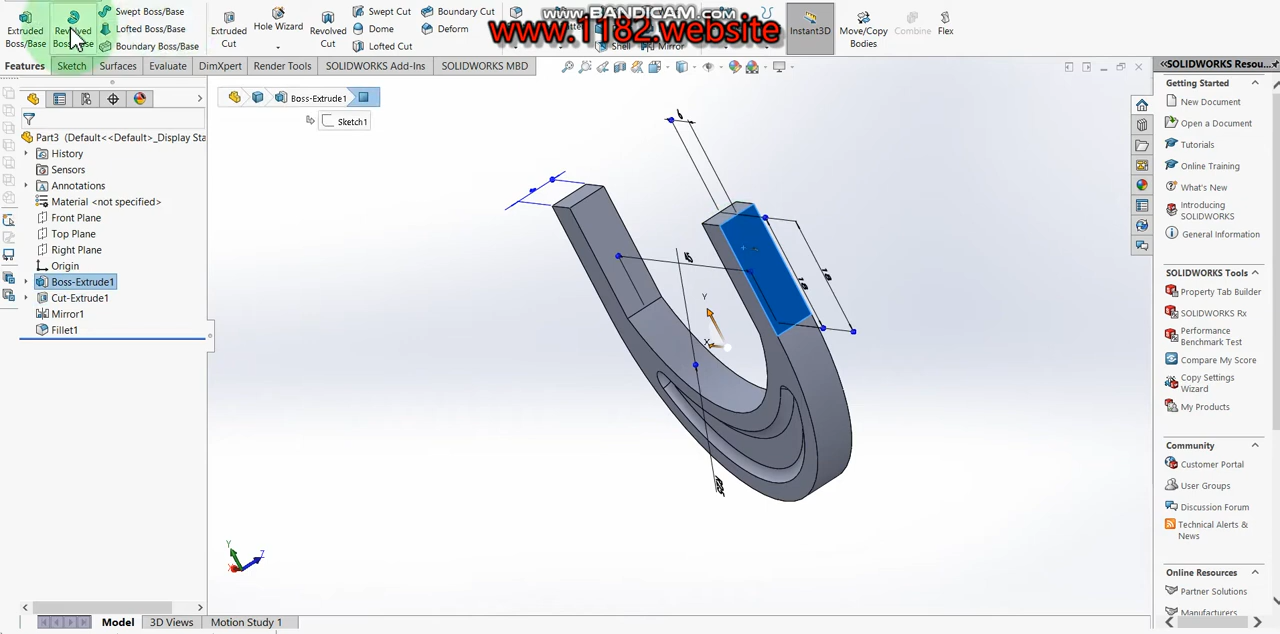 www.BANDICAM.com
www.1182.website
Extruded Boss/Base
Revolved
Swept Boss/Base
Lofted Boss/Base
Boundary Boss/Base
Extruded Cut
Hole Wizard
Revolved Cut
Swept Cut
Dome
Lofted Cut
Boundary Cut
Deform
Shell
Mirror
Instant3D
Move/Copy Bodies
Combine
Flex
Features
Sketch
Surfaces
Evaluate
DimXpert
Render Tools
SOLIDWORKS Add-Ins
SOLIDWORKS MBD
SOLIDWORKS Resou...
Boss-Extrude1
Sketch1
Part3 (Default<<Default>_Display Sta
History
Sensors
Annotations
Material <not specified>
Front Plane
Top Plane
Right Plane
Origin
Boss-Extrude1
Cut-Extrude1
Mirror1
Fillet1
Y
X
Y
Z
X
Getting Started
New Document
Open a Document
Tutorials
Online Training
What's New
Introducing
SOLIDWORKS
General Information
SOLIDWORKS Tools
Property Tab Builder
SOLIDWORKS Rx
Performance
Benchmark Test
Compare My Score
Copy Settings
Wizard
My Products
Community
Customer Portal
User Groups
Discussion Forum
Technical Alerts &
News
Online Resources
Partner Solutions
Manufacturers
Model
3D Views
Motion Study 1